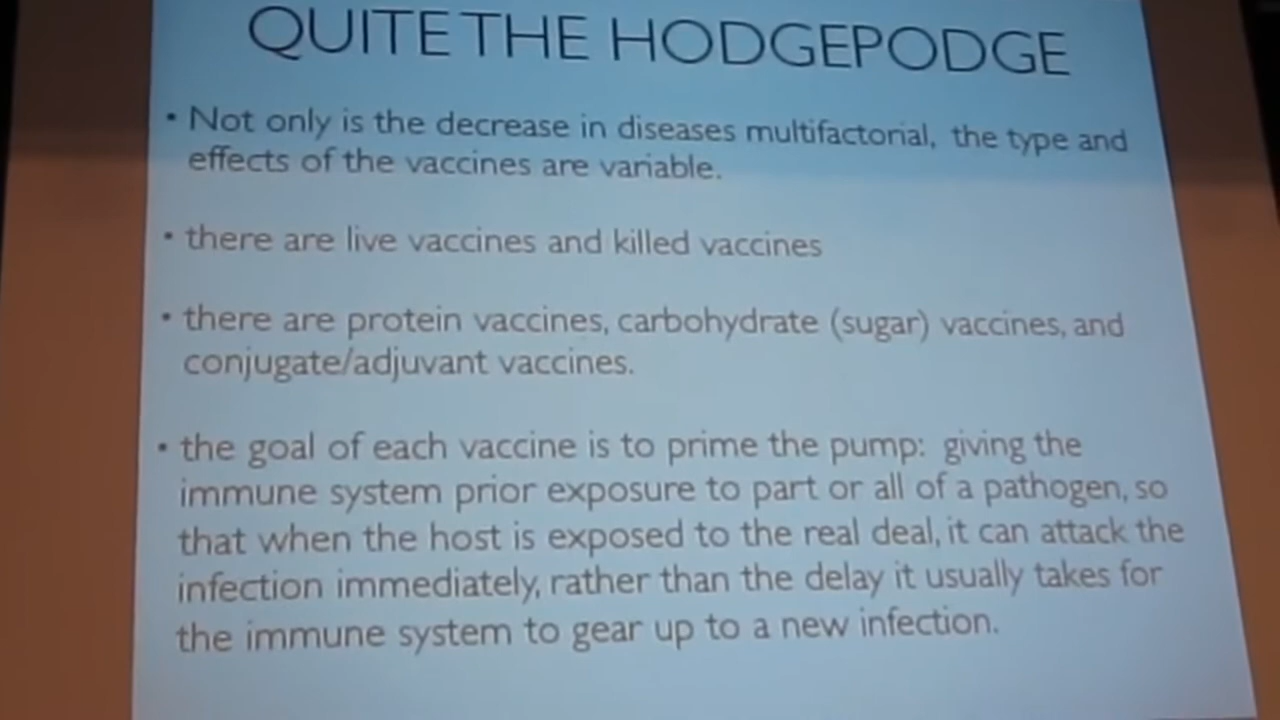 QUITE THE HODGEPODGE
• Not only is the decrease in diseases multifactorial, the type and
effects of the vaccines are variable.
• there are live vaccines and killed vaccines
• there are protein vaccines, carbohydrate (sugar) vaccines, and
conjugate/adjuvant vaccines.
• the goal of each vaccine is to prime the pump: giving the
immune system prior exposure to part or all of a pathogen, so
that when the host is exposed to the real deal, it can attack the
infection immediately, rather than the delay it usually takes for
the immune system to gear up to a new infection.